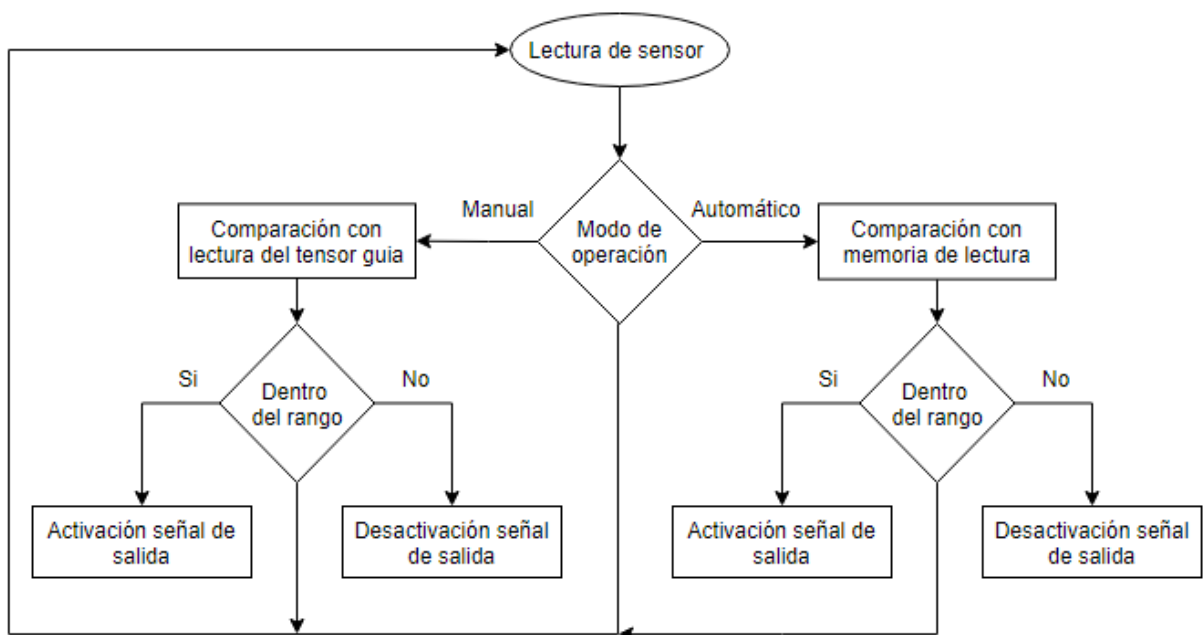 Lectura de sensor
Manual
Automático
Modo de
operación
Comparación con
lectura del tensor guia
Comparación con
memoria de lectura
Si
No
Dentro
del rango
Si
No
Dentro
del rango
Activación señal de
salida
Desactivación señal
de salida
Activación señal de
salida
Desactivación señal
de salida